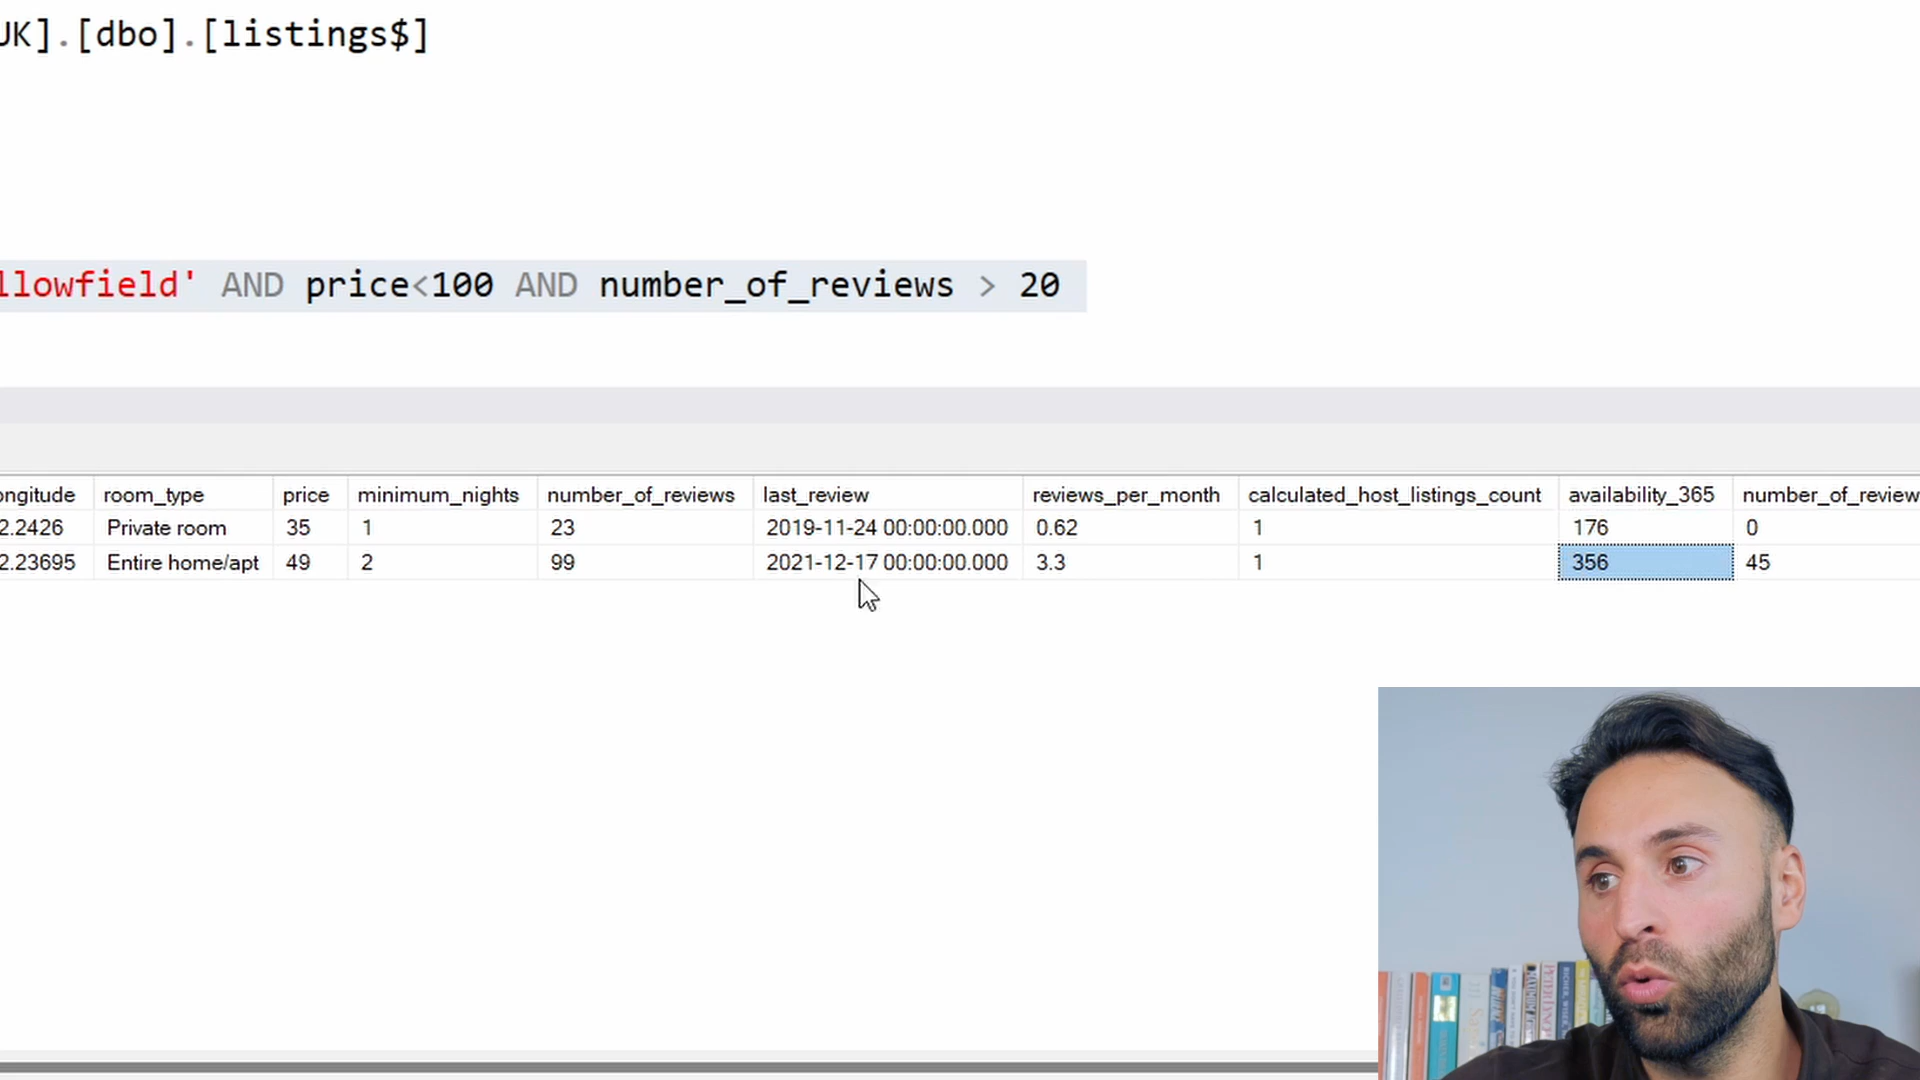 UK].[dbo].[listings$]
llowfield' AND price<100 AND number_of_reviews > 20
ongitude room_type price minimum_nights number_of_reviews last_review reviews_per_month calculated_host_listings_count availability_365 number_of_review
2.2426 Private room 35 1 23 2019-11-24 00:00:00.000 0.62 1 176 0
2.23695 Entire home/apt 49 2 99 2021-12-17 00:00:00.000 3.3 1 356 45